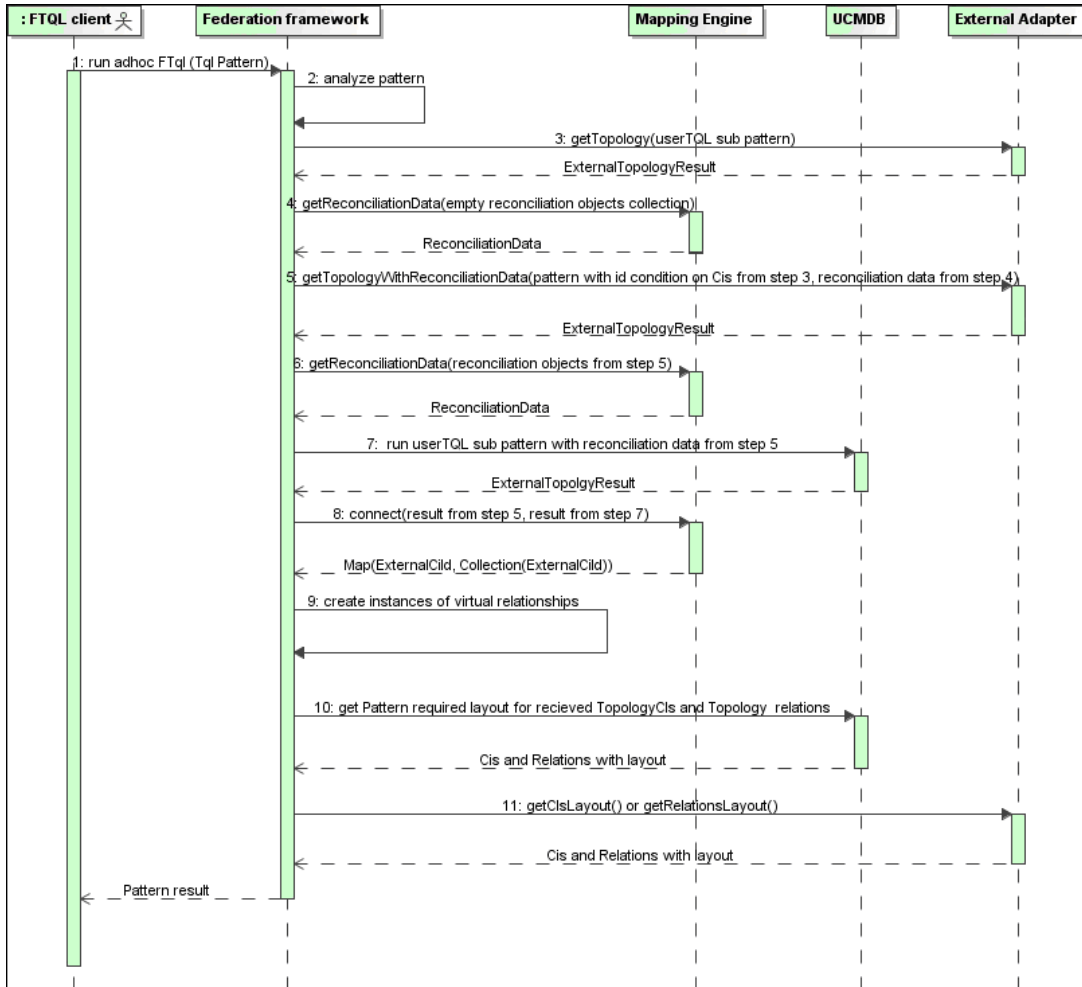 : FTQL client
Federation framework
Mapping Engine
UCMDB
External Adapter
1: run adhoc FTql (Tql Pattern)
2: analyze pattern
3: getTopology(userTQL sub pattern)
ExternalTopologyResult
4: getReconciliationData(empty reconciliation objects collection)
ReconciliationData
5: getTopologyWithReconciliationData(pattern with id condition on Cis from step 3, reconciliation data from step 4)
ExternalTopologyResult
6: getReconciliationData(reconciliation objects from step 5)
ReconciliationData
7: run userTQL sub pattern with reconciliation data from step 5
ExternalTopolgyResult
8: connect(result from step 5, result from step 7)
Map(ExternalCiId, Collection(ExternalCiId))
9: create instances of virtual relationships
10: get Pattern required layout for recieved TopologyCIs and Topology relations
Cis and Relations with layout
11: getCIsLayout() or getRelationsLayout()
Cis and Relations with layout
Pattern result